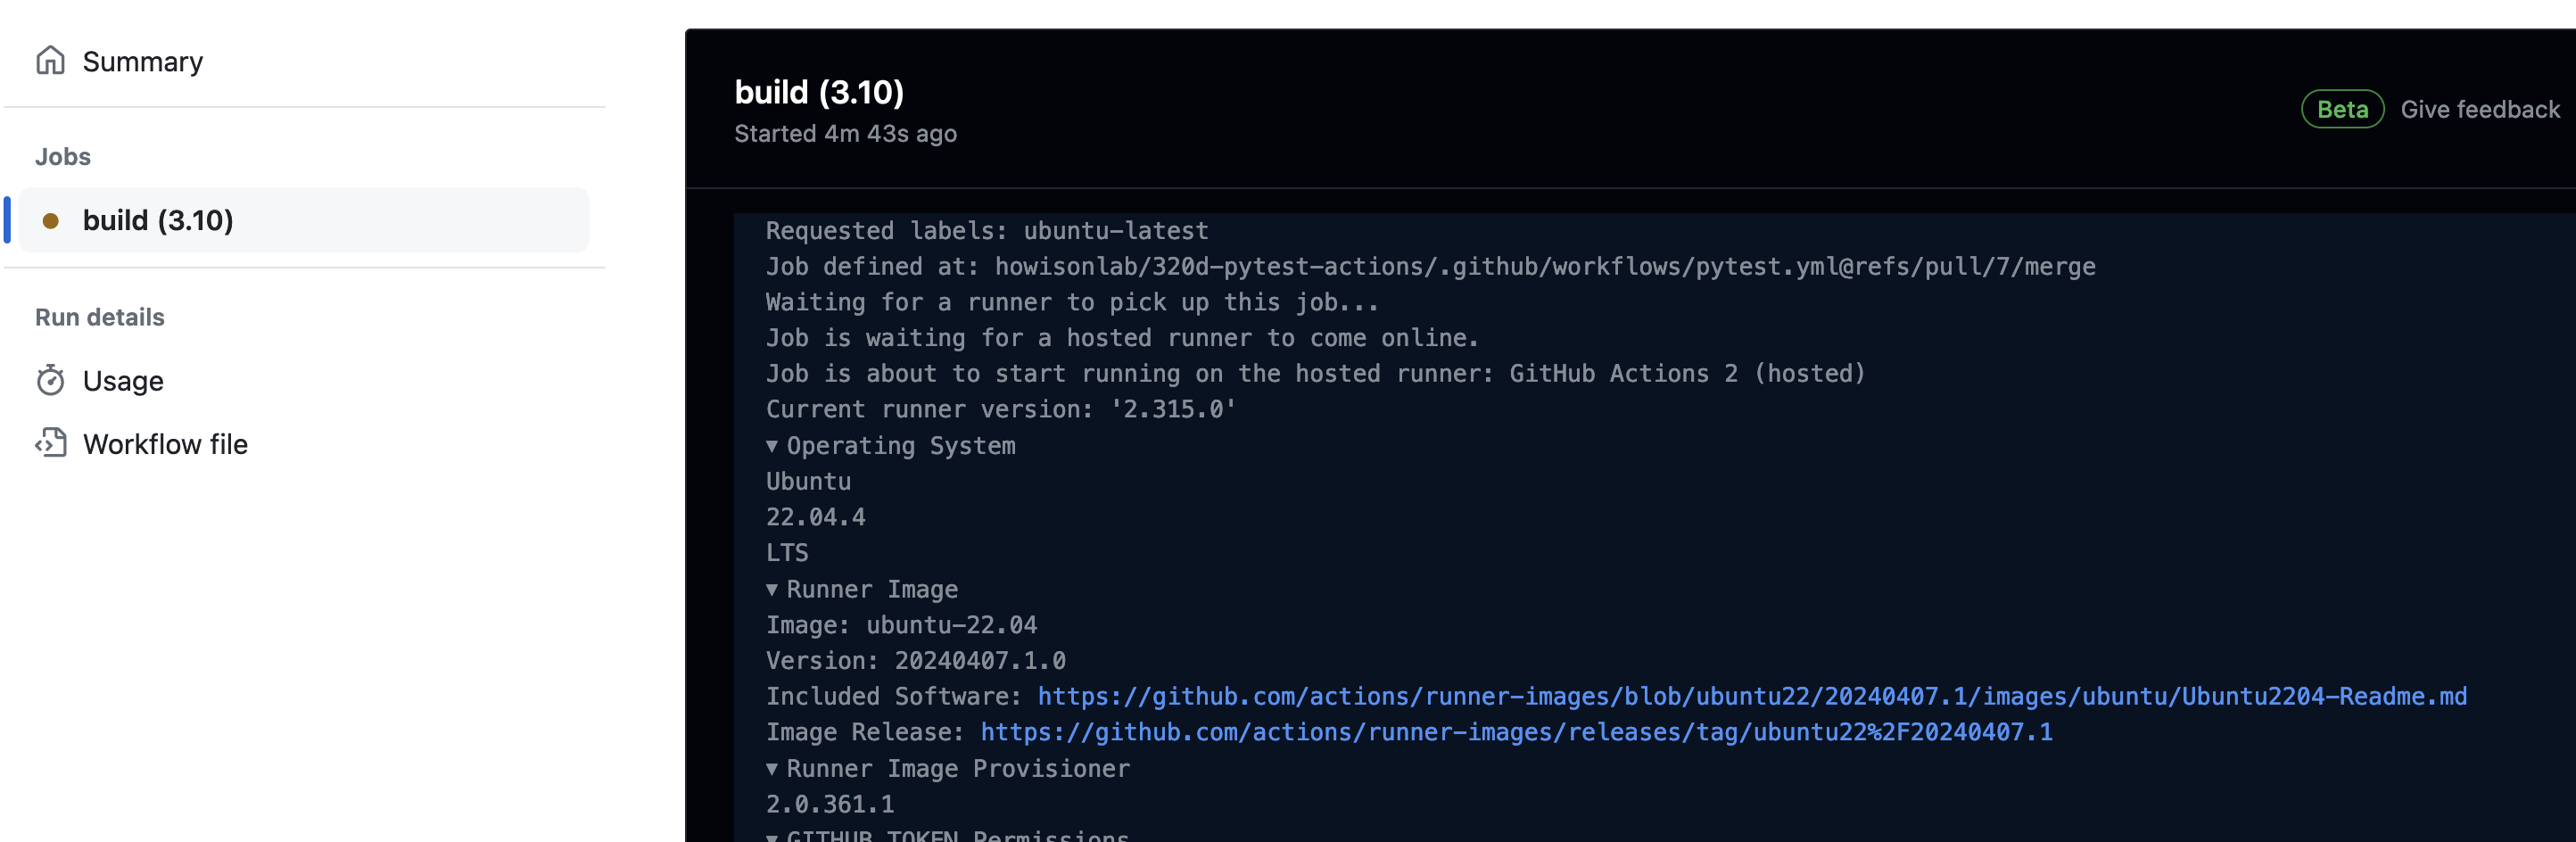 Summary
Jobs
build (3.10)
Run details
Usage
Workflow file
build (3.10)
Started 4m 43s ago
Beta Give feedback
Requested labels: ubuntu-latest
Job defined at: howisonlab/320d-pytest-actions/.github/workflows/pytest.yml@refs/pull/7/merge
Waiting for a runner to pick up this job...
Job is waiting for a hosted runner to come online.
Job is about to start running on the hosted runner: GitHub Actions 2 (hosted)
Current runner version: '2.315.0'
▼ Operating System
Ubuntu
22.04.4
LTS
▼ Runner Image
Image: ubuntu-22.04
Version: 20240407.1.0
Included Software: https://github.com/actions/runner-images/blob/ubuntu22/20240407.1/images/ubuntu/Ubuntu2204-Readme.md
Image Release: https://github.com/actions/runner-images/releases/tag/ubuntu22%2F20240407.1
▼ Runner Image Provisioner
2.0.361.1
▼ GITHUB_TOKEN Permissions